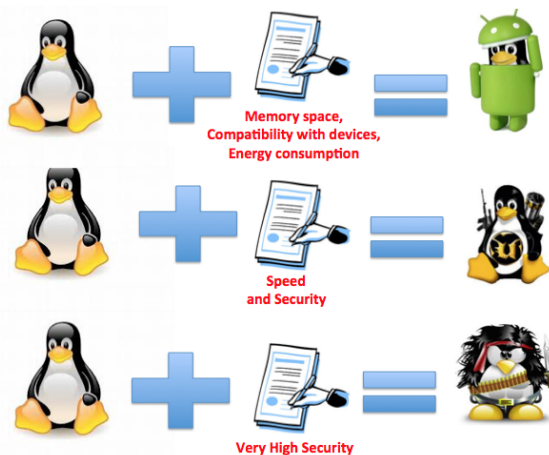 Memory space,
Compatibility with devices,
Energy consumption
Speed
and Security
Very High Security